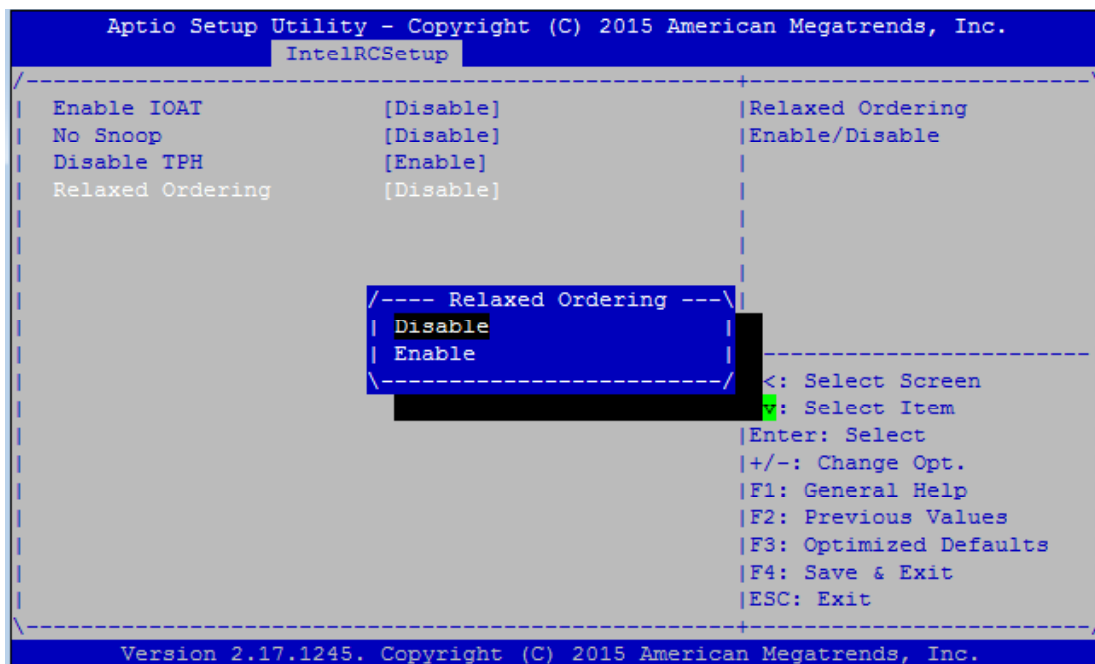 Aptio Setup Utility - Copyright (C) 2015 American Megatrends, Inc.
IntelRCSetup
/----------------------------------------------------+--------------------------\
| Enable IOAT [Disable] |Relaxed Ordering
| No Snoop [Disable] |Enable/Disable
| Disable TPH [Enable] |
| Relaxed Ordering [Disable] |
/---- Relaxed Ordering ---\
| Disable |
| Enable |
\-------------------------/
<: Select Screen
v: Select Item
|Enter: Select
|+/-: Change Opt.
|F1: General Help
|F2: Previous Values
|F3: Optimized Defaults
|F4: Save & Exit
|ESC: Exit
\----------------------------------------------------+--------------------------/
Version 2.17.1245. Copyright (C) 2015 American Megatrends, Inc.